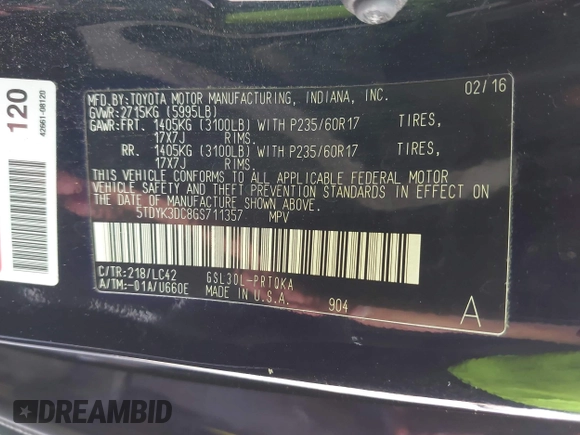 120
42661-08120
MFD.BY:TOYOTA MOTOR MANUFACTURING, INDIANA, INC. 02/16
GVWR:2715KG (5995LB)
GAWR:FRT. 1405KG (3100LB) WITH P235/60R17 TIRES,
17X7J RIMS.
RR. 1405KG (3100LB) WITH P235/60R17 TIRES,
17X7J RIMS.
THIS VEHICLE CONFORMS TO ALL APPLICABLE FEDERAL MOTOR
VEHICLE SAFETY AND THEFT PREVENTION STANDARDS IN EFFECT ON
THE DATE OF MANUFACTURE SHOWN ABOVE.
5TDYK3DC8GS711357 MPV
C/TR:218/LC42 GSL30L-PRTQKA
A/TM:-01A/U660E MADE IN U.S.A. 904 A
DREAMBID